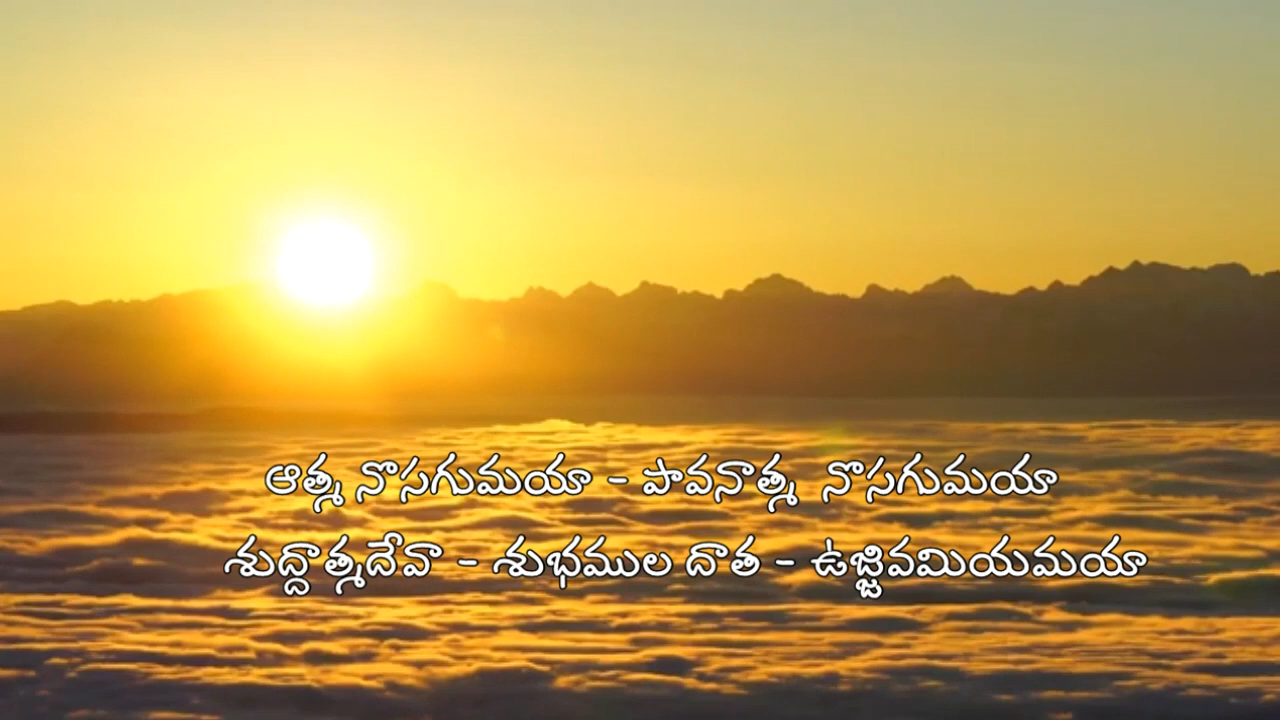 ఆత్మ నొసగుమయా - పావనాత్మ నొసగుమయా
శుద్దాత్మదేవా - శుభముల దాత - ఉజ్జివమియమయా